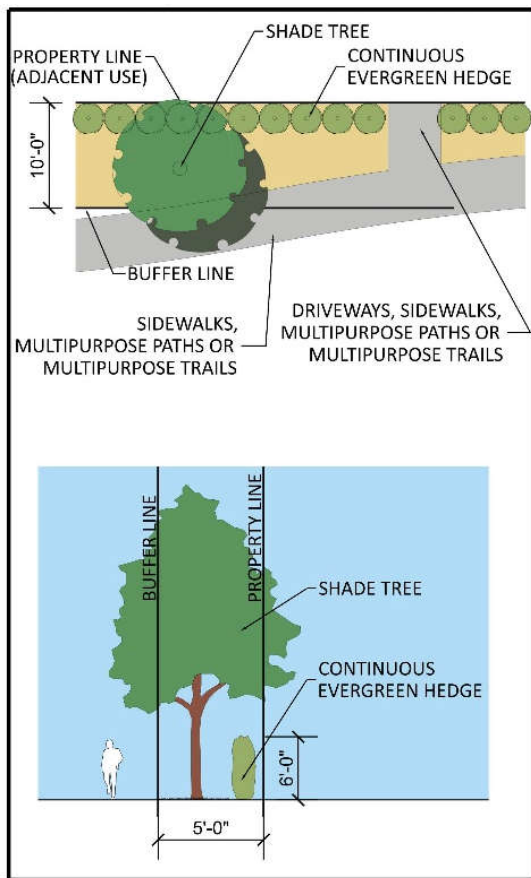 SHADE TREE
PROPERTY LINE
(ADJACENT USE)
CONTINUOUS
EVERGREEN HEDGE
10'-0"
BUFFER LINE
SIDEWALKS,
MULTIPURPOSE PATHS OR
MULTIPURPOSE TRAILS
DRIVEWAYS, SIDEWALKS,
MULTIPURPOSE PATHS OR
MULTIPURPOSE TRAILS
BUFFER LINE
PROPERTY LINE
SHADE TREE
CONTINUOUS
EVERGREEN HEDGE
6'-0"
5'-0"